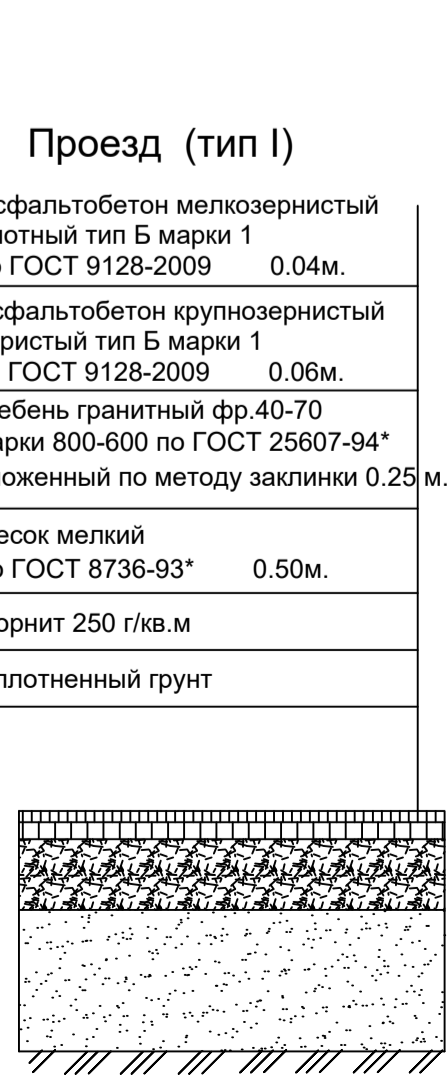 Проезд (тип I)
сфальтобетон мелкозернистый
лотный тип Б марки 1
о ГОСТ 9128-2009 0.04м.
сфальтобетон крупнозернистый
ристый тип Б марки 1
ГОСТ 9128-2009 0.06м.
ебень гранитный фр.40-70
арки 800-600 по ГОСТ 25607-94*
ложенный по методу заклинки 0.25 м.
есок мелкий
о ГОСТ 8736-93* 0.50м.
орнит 250 г/кв.м
плотненный грунт